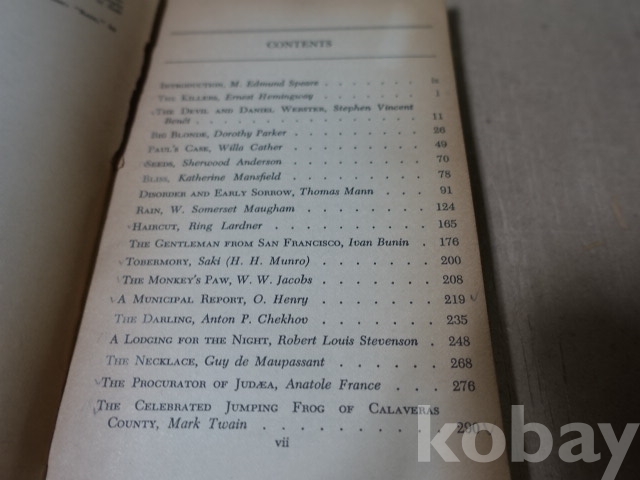 CONTENTS
INTRODUCTION, M. Edmund Speare . . . . . . . ix
THE KILLERS, Ernest Hemingway . . . . . . . 1
THE DEVIL AND DANIEL WEBSTER, Stephen Vincent
Benét . . . . . . . . . . . . 11
BIG BLONDE, Dorothy Parker . . . . . . . . 26
PAUL'S CASE, Willa Cather . . . . . . . . 49
SEEDS, Sherwood Anderson . . . . . . . . 70
BLISS, Katherine Mansfield . . . . . . . . 78
DISORDER AND EARLY SORROW, Thomas Mann . . . . 91
RAIN, W. Somerset Maugham . . . . . . . 124
HAIRCUT, Ring Lardner . . . . . . . . 165
THE GENTLEMAN FROM SAN FRANCISCO, Ivan Bunin . 176
TOBERMORY, Saki (H. H. Munro) . . . . . . 200
THE MONKEY'S PAW, W. W. Jacobs . . . . . . 208
A MUNICIPAL REPORT, O. Henry . . . . . . 219
THE DARLING, Anton P. Chekhov . . . . . . 235
A LODGING FOR THE NIGHT, Robert Louis Stevenson . 248
THE NECKLACE, Guy de Maupassant . . . . . . 268
THE PROCURATOR OF JUDÆA, Anatole France . . . 276
THE CELEBRATED JUMPING FROG OF CALAVERAS
COUNTY, Mark Twain . . . . . . . . . 290
vii
kobay